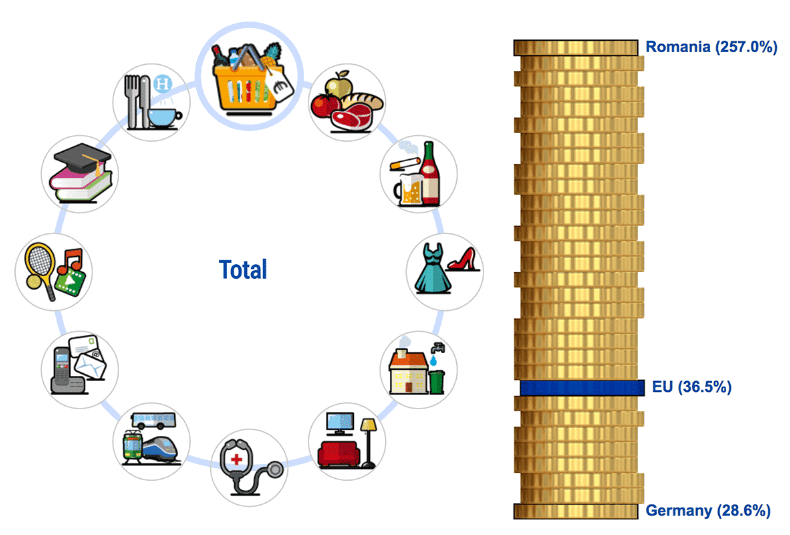 H
Total
Romania (257.0%)
EU (36.5%)
Germany (28.6%)